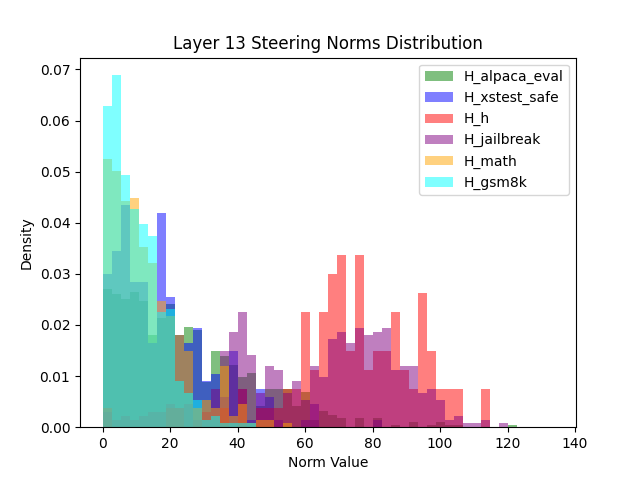 Layer 13 Steering Norms Distribution
H_alpaca_eval
H_xstest_safe
H_h
H_jailbreak
H_math
H_gsm8k
0.07
0.06
0.05
0.04
0.03
0.02
0.01
0.00
Density
0 20 40 60 80 100 120 140
Norm Value